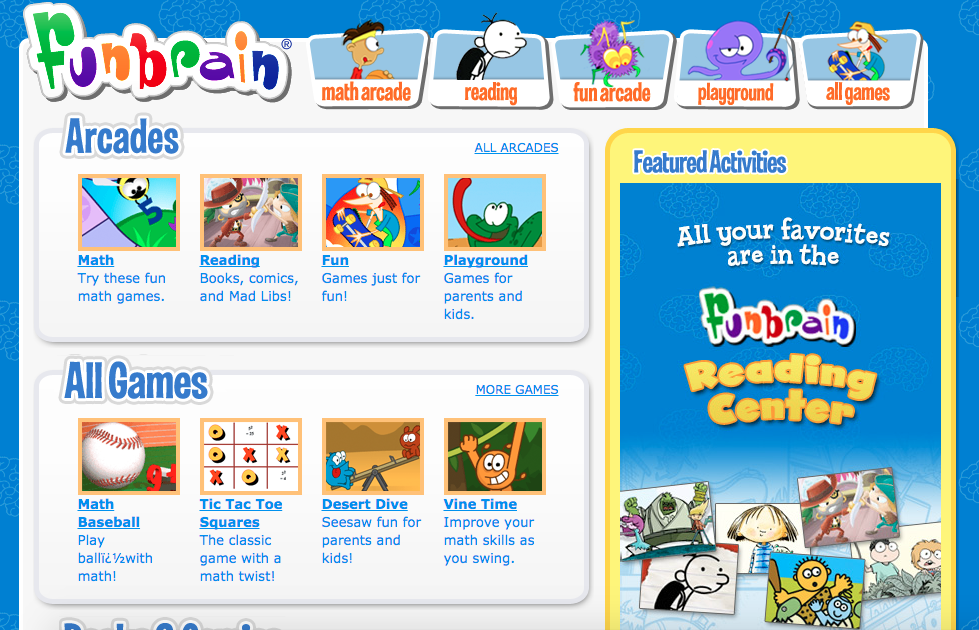 funbrain®
math arcade
reading
fun arcade
playground
all games
Arcades
ALL ARCADES
Math
Try these fun
math games.
Reading
Books, comics,
and Mad Libs!
Fun
Games just for
fun!
Playground
Games for
parents and
kids.
All Games
MORE GAMES
Math
Baseball
Play
ballï¿½with
math!
Tic Tac Toe
Squares
The classic
game with a
math twist!
Desert Dive
Seesaw fun for
parents and
kids!
Vine Time
Improve your
math skills as
you swing.
Featured Activities
All your favorites
are in the
funbrain
Reading
Center